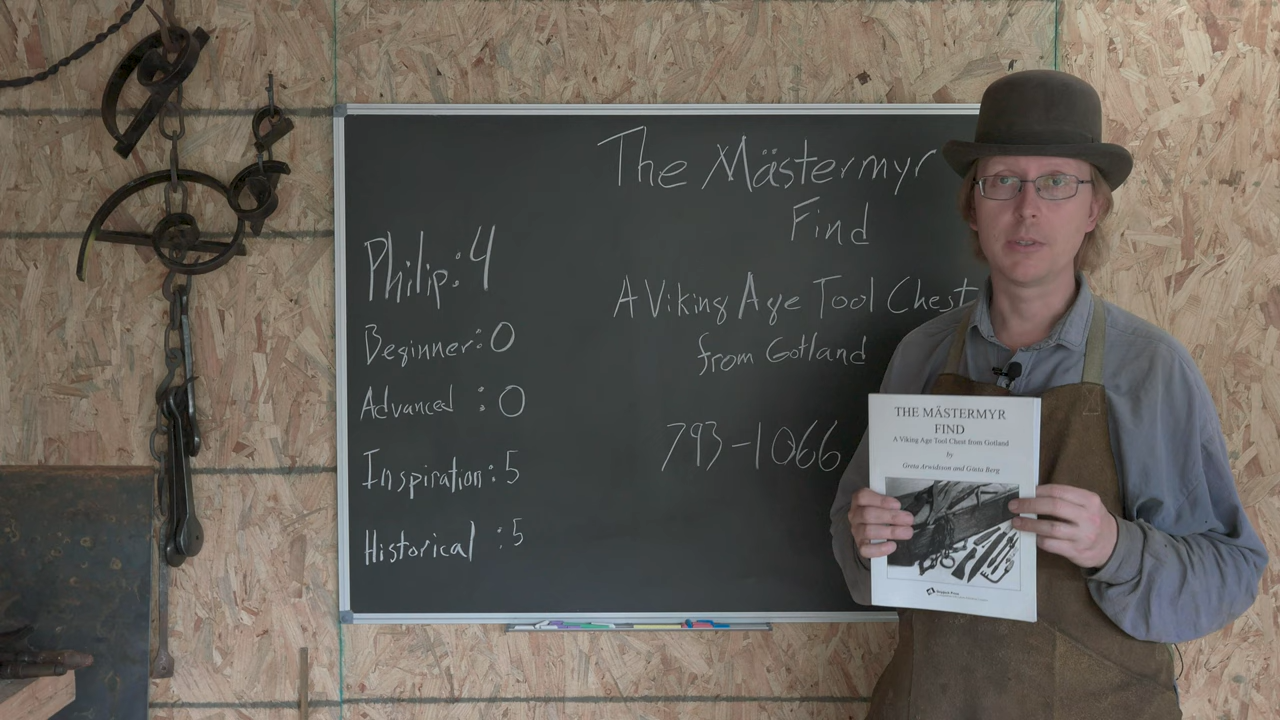 The Mästermyr
Find
A Viking Age Tool Chest
from Gotland
793-1066
Philip: 4
Beginner: 0
Advanced : 0
Inspiration: 5
Historical : 5
THE MÄSTERMYR
FIND
A Viking Age Tool Chest from Gotland
by
Greta Arwidsson and Gösta Berg